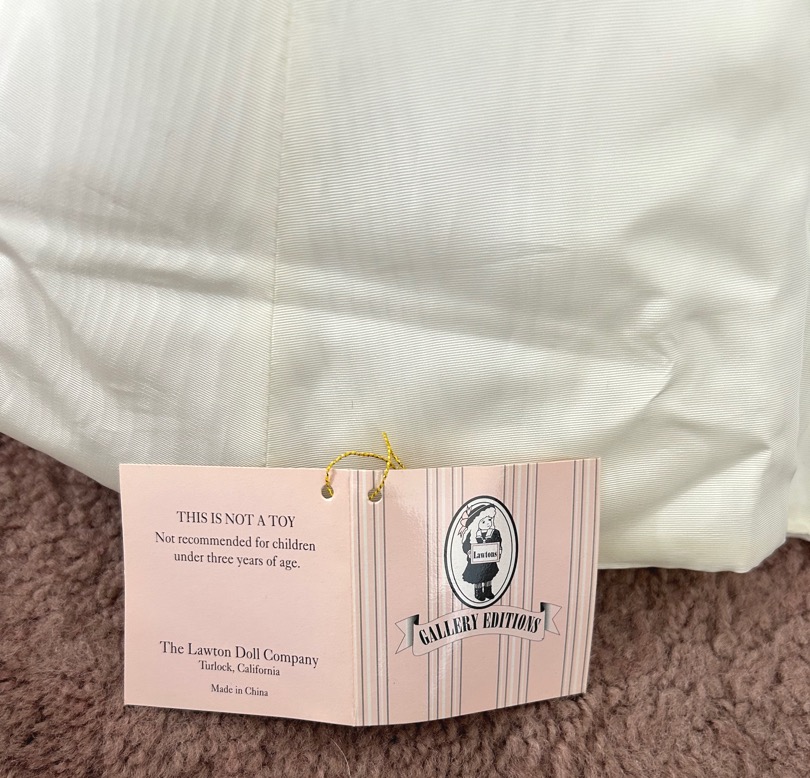 THIS IS NOT A TOY
Not recommended for children
under three years of age.
The Lawton Doll Company
Turlock, California
Made in China
Lawtons
GALLERY EDITIONS